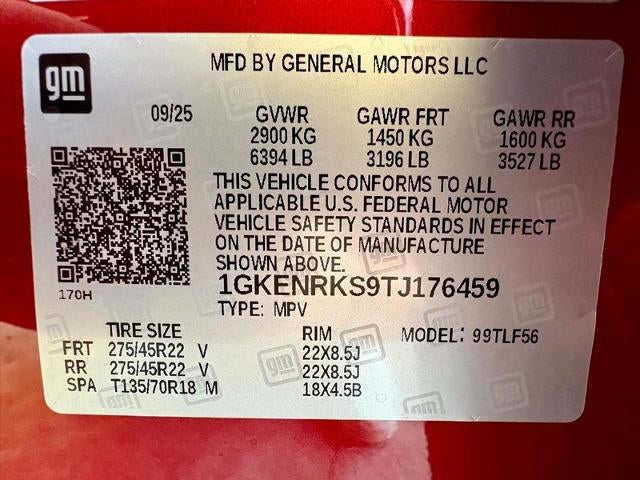 gm
MFD BY GENERAL MOTORS LLC
09/25 GVWR GAWR FRT GAWR RR
2900 KG 1450 KG 1600 KG
6394 LB 3196 LB 3527 LB
THIS VEHICLE CONFORMS TO ALL
APPLICABLE U.S. FEDERAL MOTOR
VEHICLE SAFETY STANDARDS IN EFFECT
ON THE DATE OF MANUFACTURE
SHOWN ABOVE.
170H
1GKENRKS9TJ176459
TYPE: MPV
TIRE SIZE RIM MODEL: 99TLF56
FRT 275/45R22 V 22X8.5J
RR 275/45R22 V 22X8.5J
SPA T135/70R18 M 18X4.5B